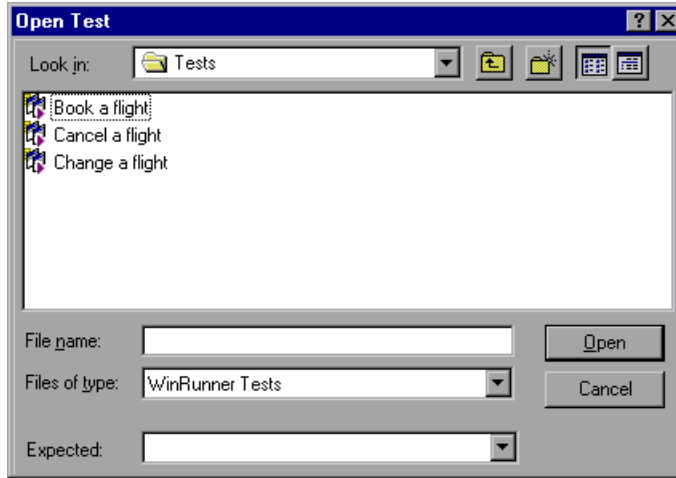 Open Test
Look in: Tests
Book a flight
Cancel a flight
Change a flight
File name: Open
Files of type: WinRunner Tests Cancel
Expected: